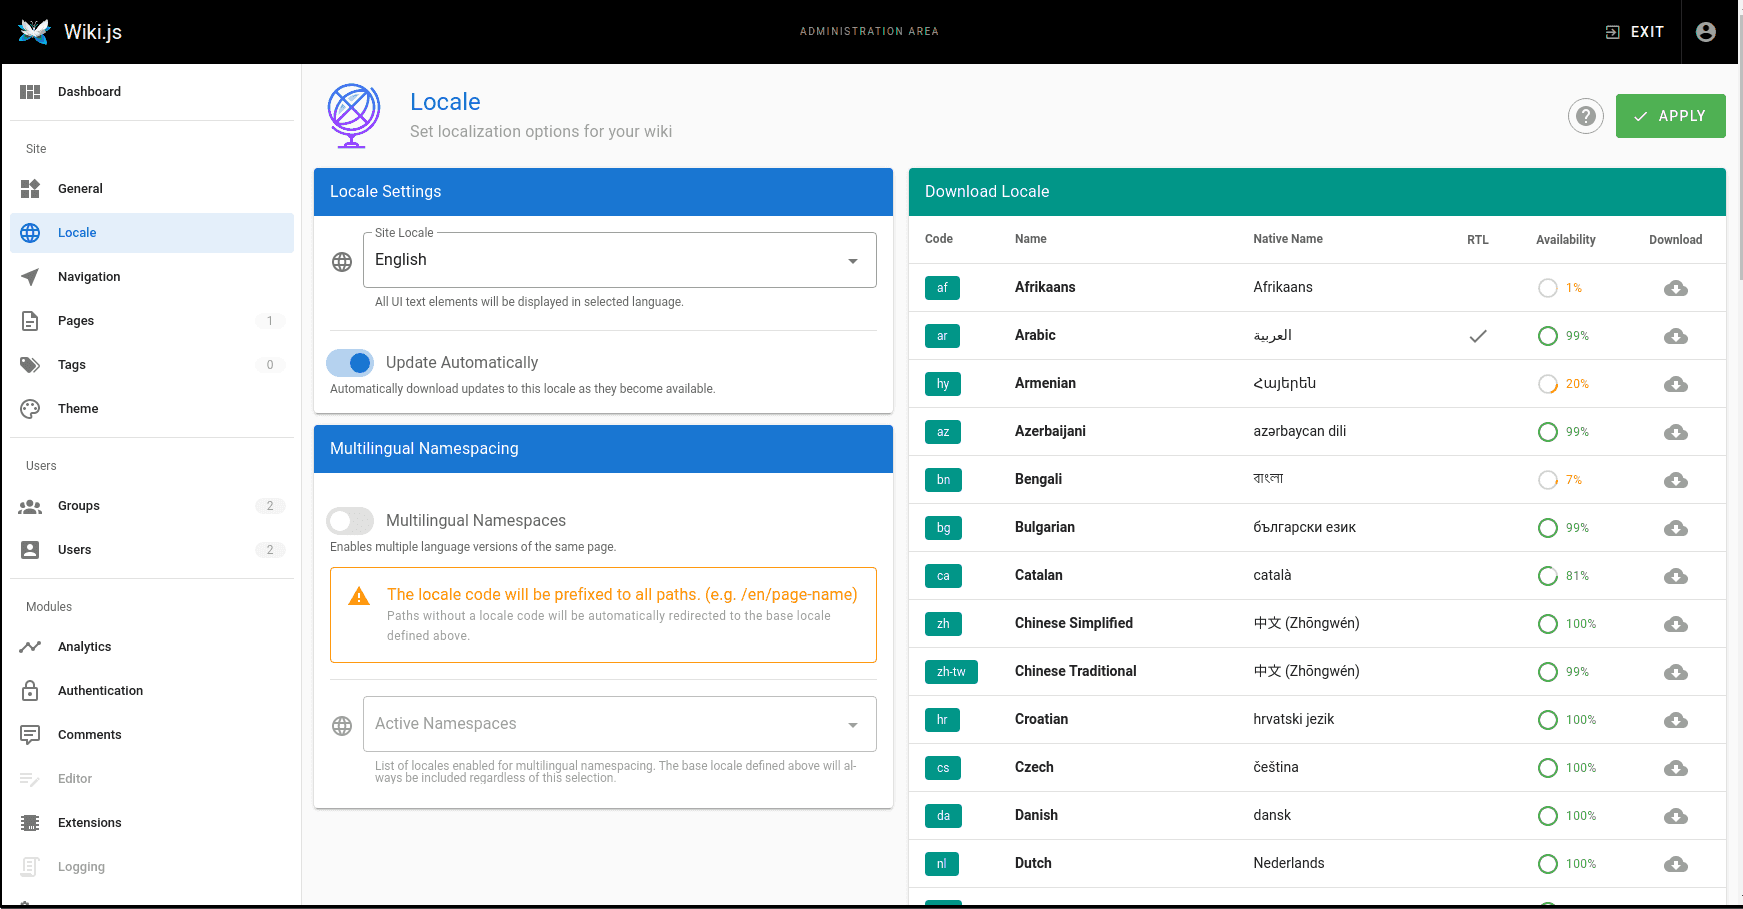 Wiki.js
ADMINISTRATION AREA
EXIT
Dashboard
Site
General
Locale
Navigation
Pages 1
Tags 0
Theme
Users
Groups 2
Users 2
Modules
Analytics
Authentication
Comments
Editor
Extensions
Logging
Locale
Set localization options for your wiki
APPLY
Locale Settings
Site Locale
English
All UI text elements will be displayed in selected language.
Update Automatically
Automatically download updates to this locale as they become available.
Multilingual Namespacing
Multilingual Namespaces
Enables multiple language versions of the same page.
The locale code will be prefixed to all paths. (e.g. /en/page-name)
Paths without a locale code will be automatically redirected to the base locale
defined above.
Active Namespaces
List of locales enabled for multilingual namespacing. The base locale defined above will al-
ways be included regardless of this selection.
Download Locale
Code Name Native Name RTL Availability Download
af Afrikaans Afrikaans 1%
ar Arabic العربية 99%
hy Armenian Հայերեն 20%
az Azerbaijani azərbaycan dili 99%
bn Bengali বাংলা 7%
bg Bulgarian български език 99%
ca Catalan català 81%
zh Chinese Simplified 中文 (Zhōngwén) 100%
zh-tw Chinese Traditional 中文 (Zhōngwén) 99%
hr Croatian hrvatski jezik 100%
cs Czech čeština 100%
da Danish dansk 100%
nl Dutch Nederlands 100%